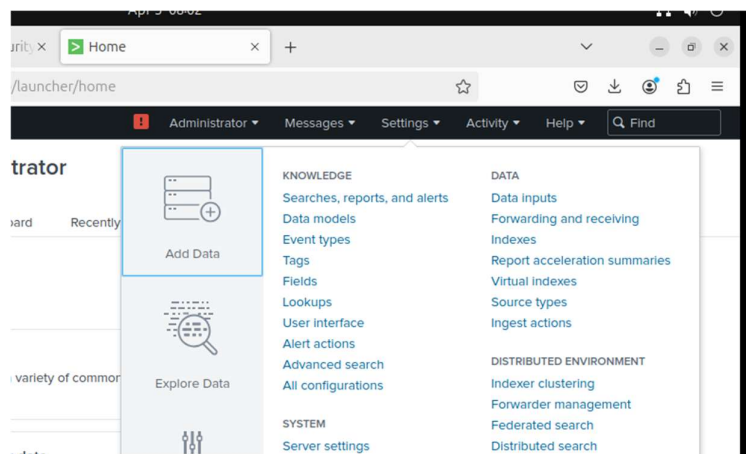 Home
/launcher/home
Administrator
Messages
Settings
Activity
Help
Find
trator
Recently
Add Data
Explore Data
variety of commor
KNOWLEDGE
Searches, reports, and alerts
Data models
Event types
Tags
Fields
Lookups
User interface
Alert actions
Advanced search
All configurations
SYSTEM
Server settings
DATA
Data inputs
Forwarding and receiving
Indexes
Report acceleration summaries
Virtual indexes
Source types
Ingest actions
DISTRIBUTED ENVIRONMENT
Indexer clustering
Forwarder management
Federated search
Distributed search